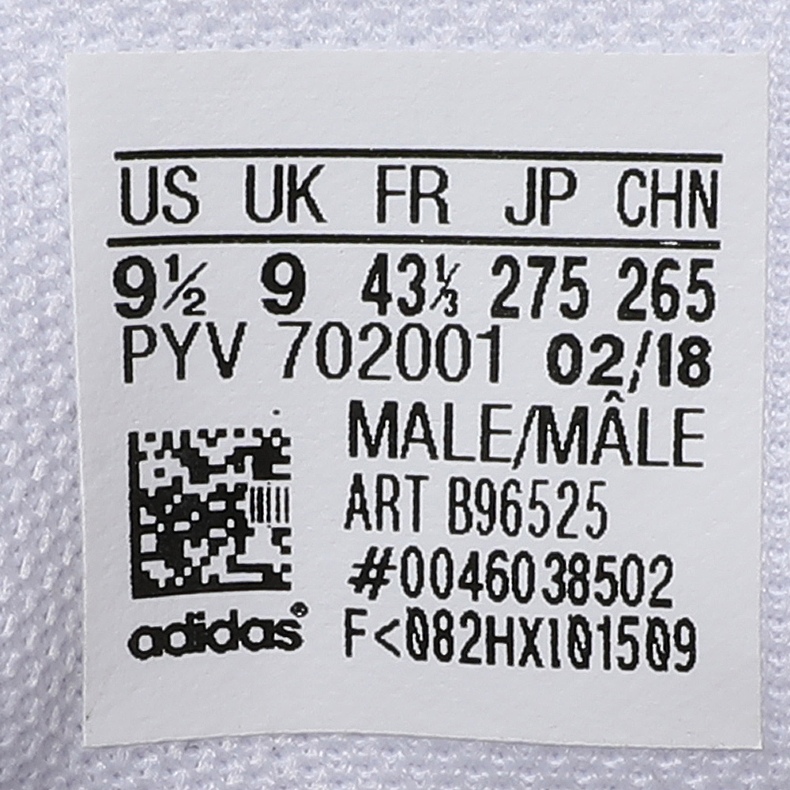 US UK FR JP CHN
9½ 9 43⅓ 275 265
PYV 702001 02/18
MALE/MÂLE
ART B96525
#0046038502
adidas® F<082HX101509